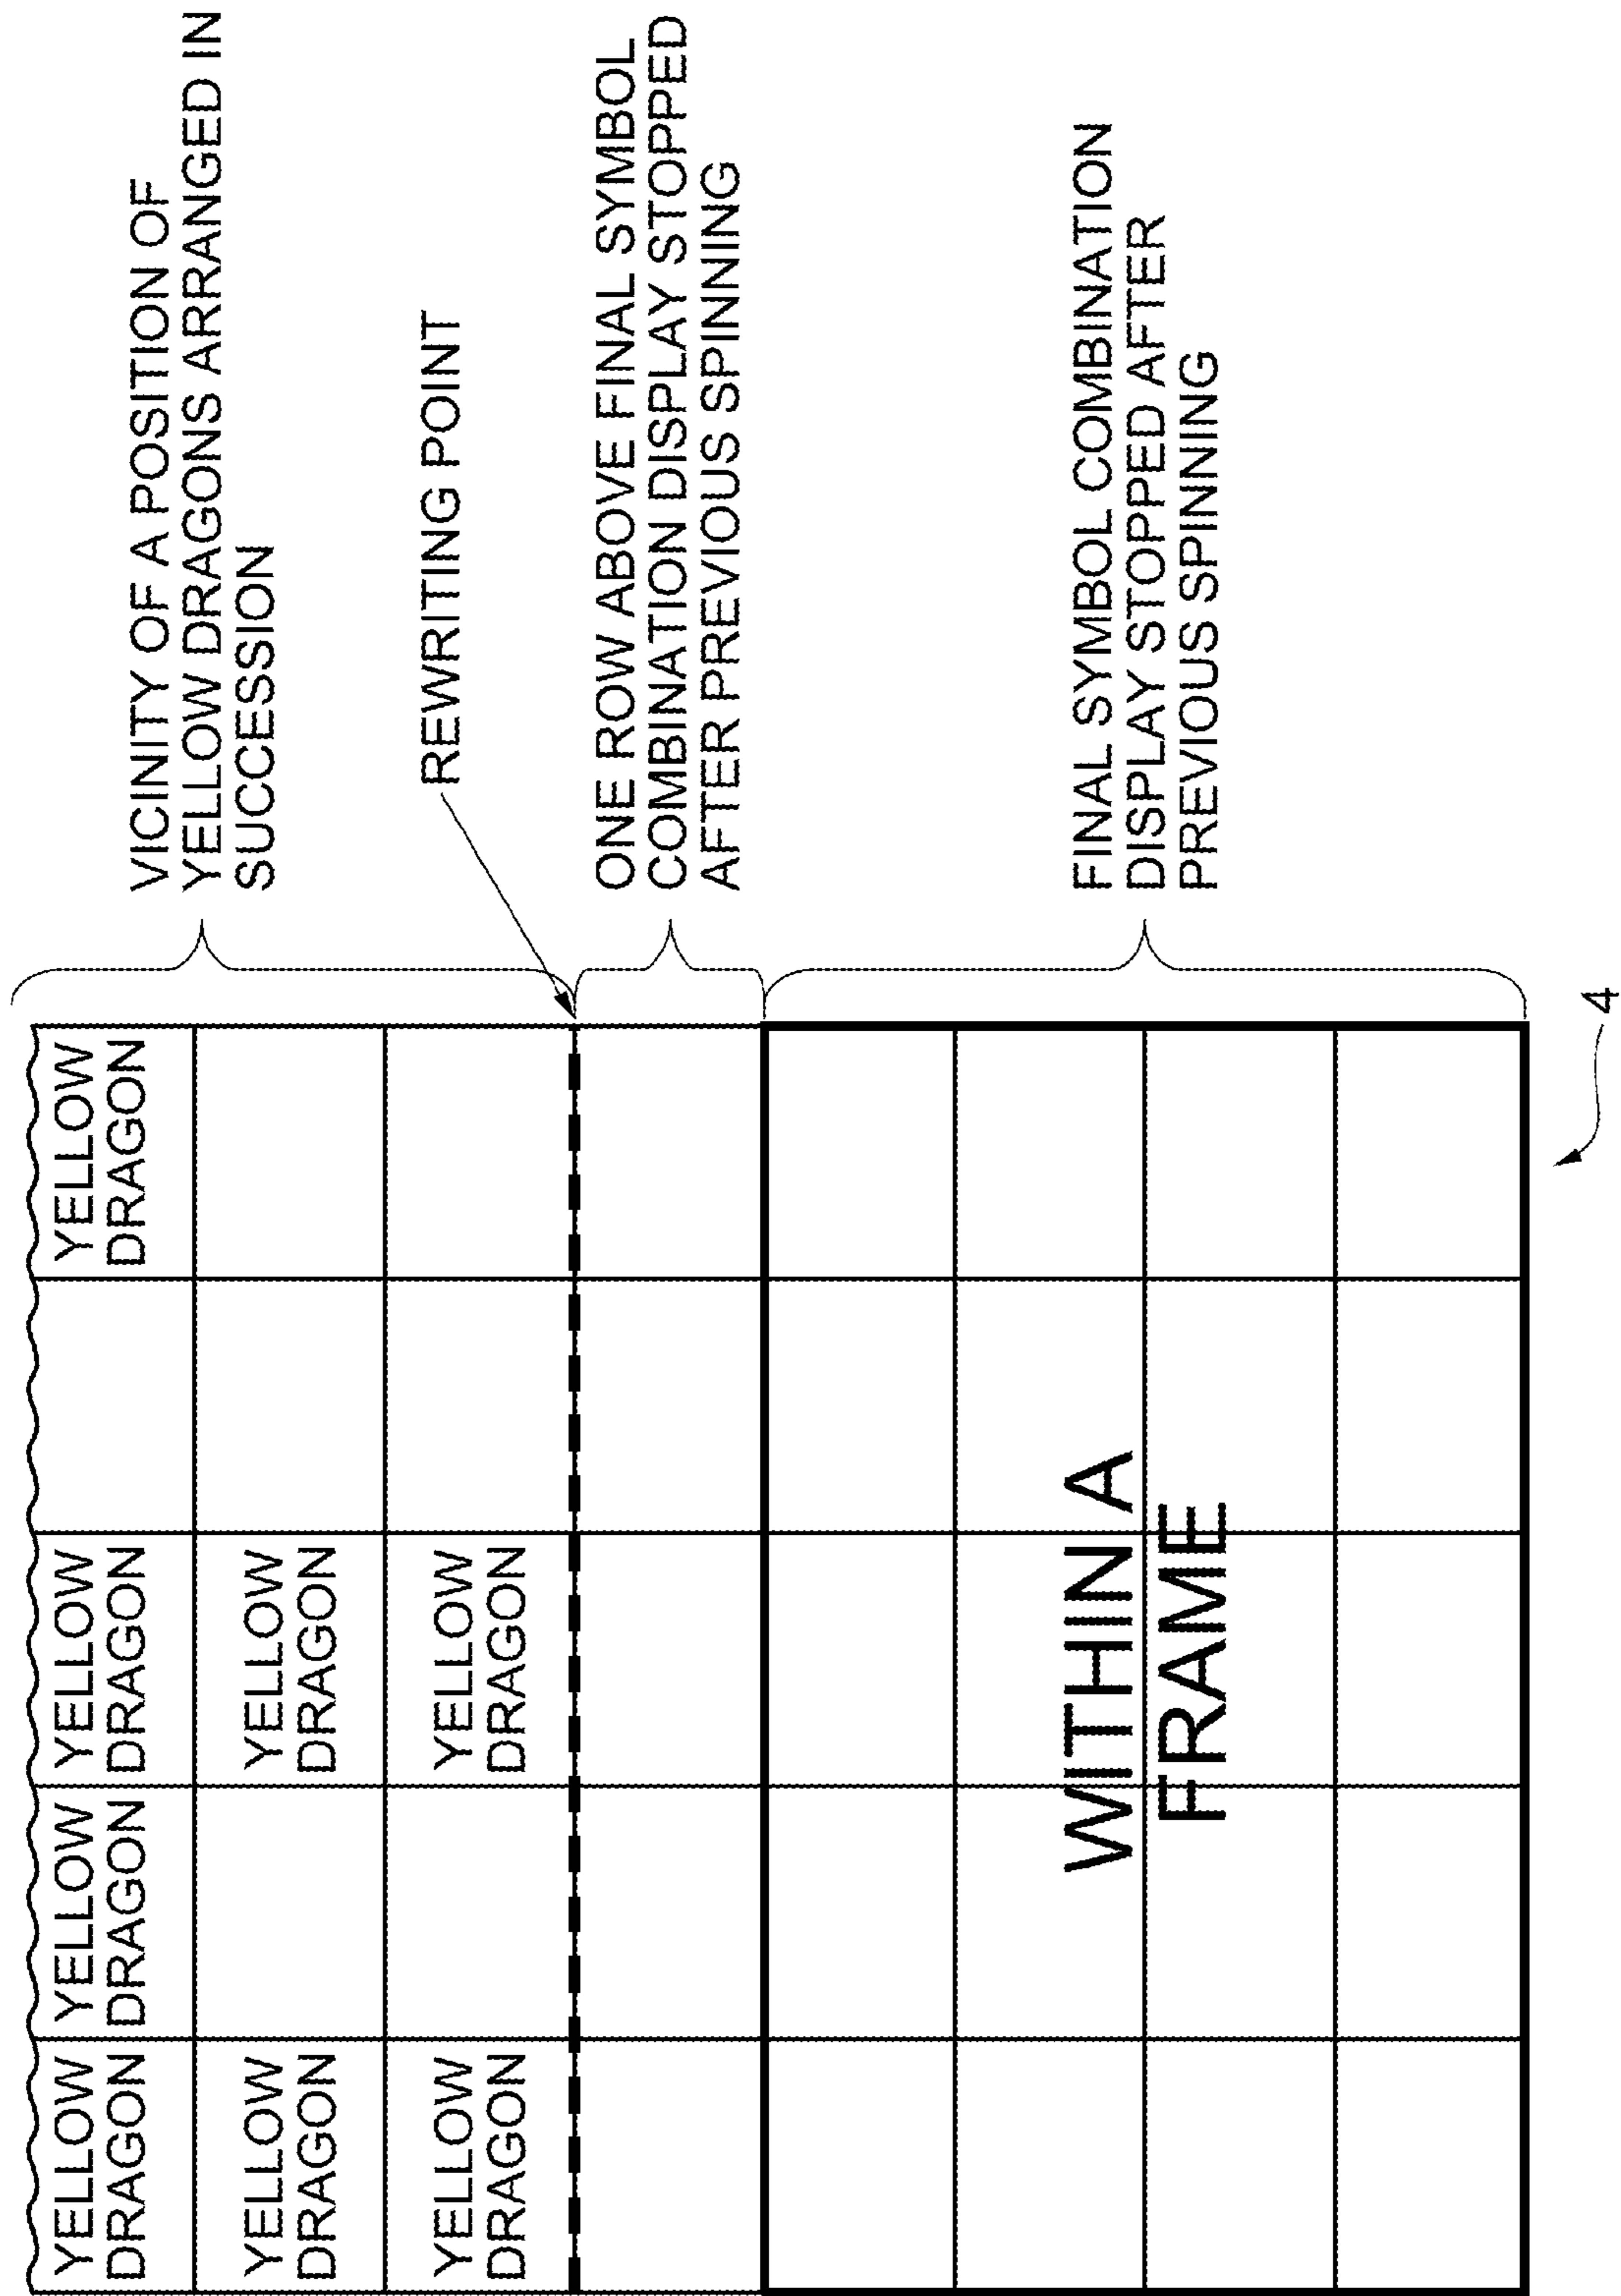 YELLOW
DRAGON
YELLOW
DRAGON
YELLOW
DRAGON
YELLOW
DRAGON
VICINITY OF A POSITION OF
YELLOW DRAGONS ARRANGED IN
SUCCESSION
YELLOW
DRAGON
YELLOW
DRAGON
YELLOW
DRAGON
YELLOW
DRAGON
REWRITING POINT
ONE ROW ABOVE FINAL SYMBOL
COMBINATION DISPLAY STOPPED
AFTER PREVIOUS SPINNING
WITHIN A
FRAME
FINAL SYMBOL COMBINATION
DISPLAY STOPPED AFTER
PREVIOUS SPINNING
4